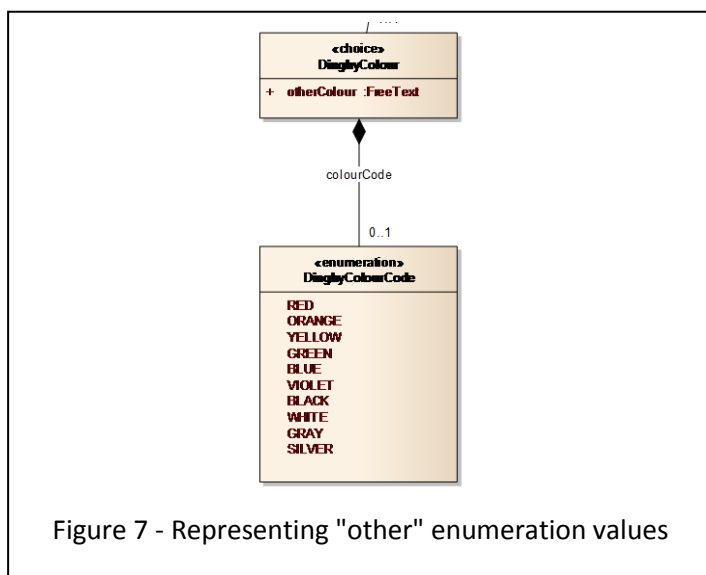 «choice»
DinghyColour
+ otherColour :FreeText
colourCode
0..1
«enumeration»
DinghyColourCode
RED
ORANGE
YELLOW
GREEN
BLUE
VIOLET
BLACK
WHITE
GRAY
SILVER
Figure 7 - Representing "other" enumeration values